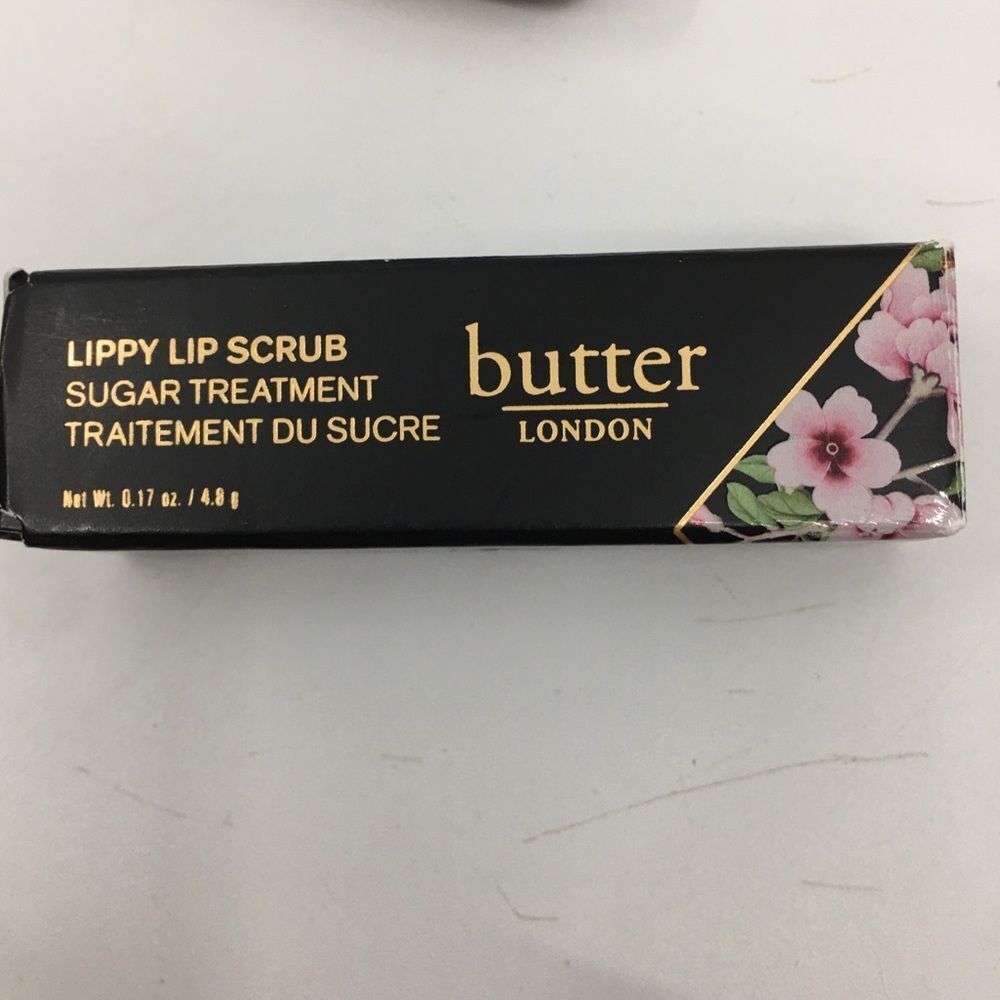 LIPPY LIP SCRUB
SUGAR TREATMENT
TRAITEMENT DU SUCRE
Net Wt. 0.17 oz. / 4.8 g
butter
LONDON